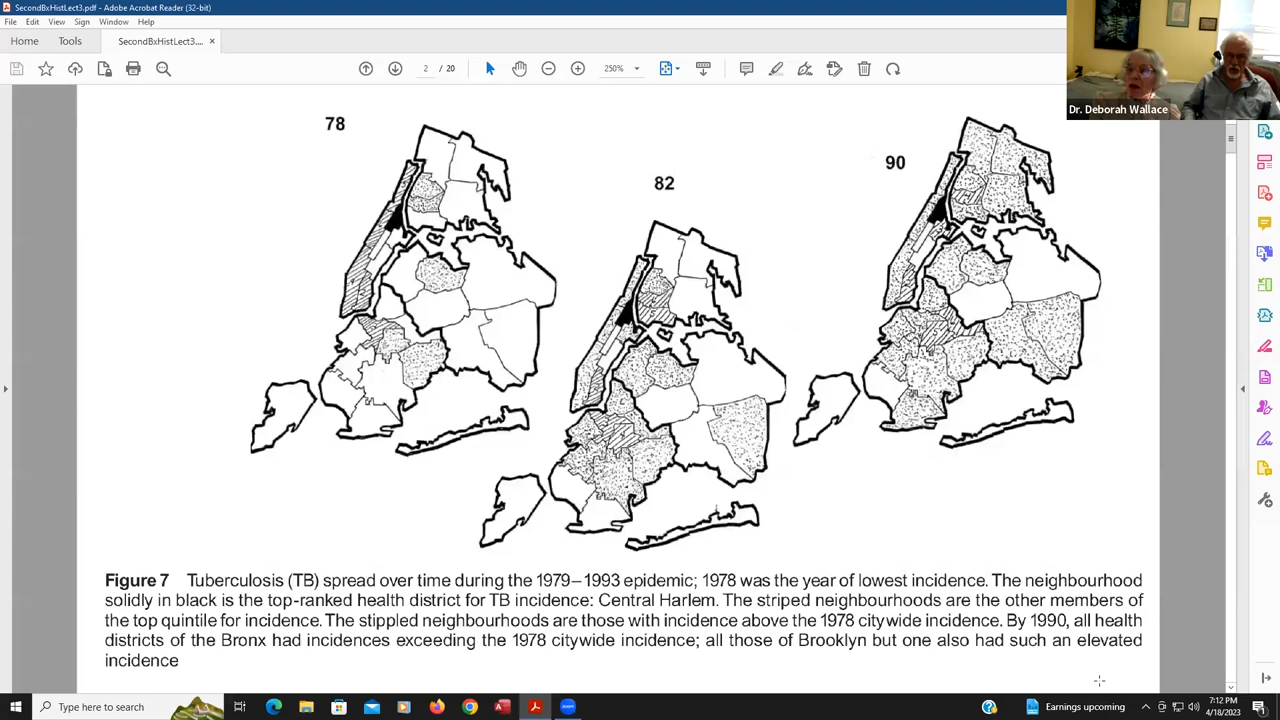 SecondBxHistLect3.pdf - Adobe Acrobat Reader (32-bit)
File Edit View Sign Window Help
Home Tools SecondBxHistLect3.p... ×
2 / 20 250%
Dr. Deborah Wallace
78
82
90
Figure 7 Tuberculosis (TB) spread over time during the 1979–1993 epidemic; 1978 was the year of lowest incidence. The neighbourhood
solidly in black is the top-ranked health district for TB incidence: Central Harlem. The striped neighbourhoods are the other members of
the top quintile for incidence. The stippled neighbourhoods are those with incidence above the 1978 citywide incidence. By 1990, all health
districts of the Bronx had incidences exceeding the 1978 citywide incidence; all those of Brooklyn but one also had such an elevated
incidence
Type here to search
Earnings upcoming
7:12 PM
4/18/2023